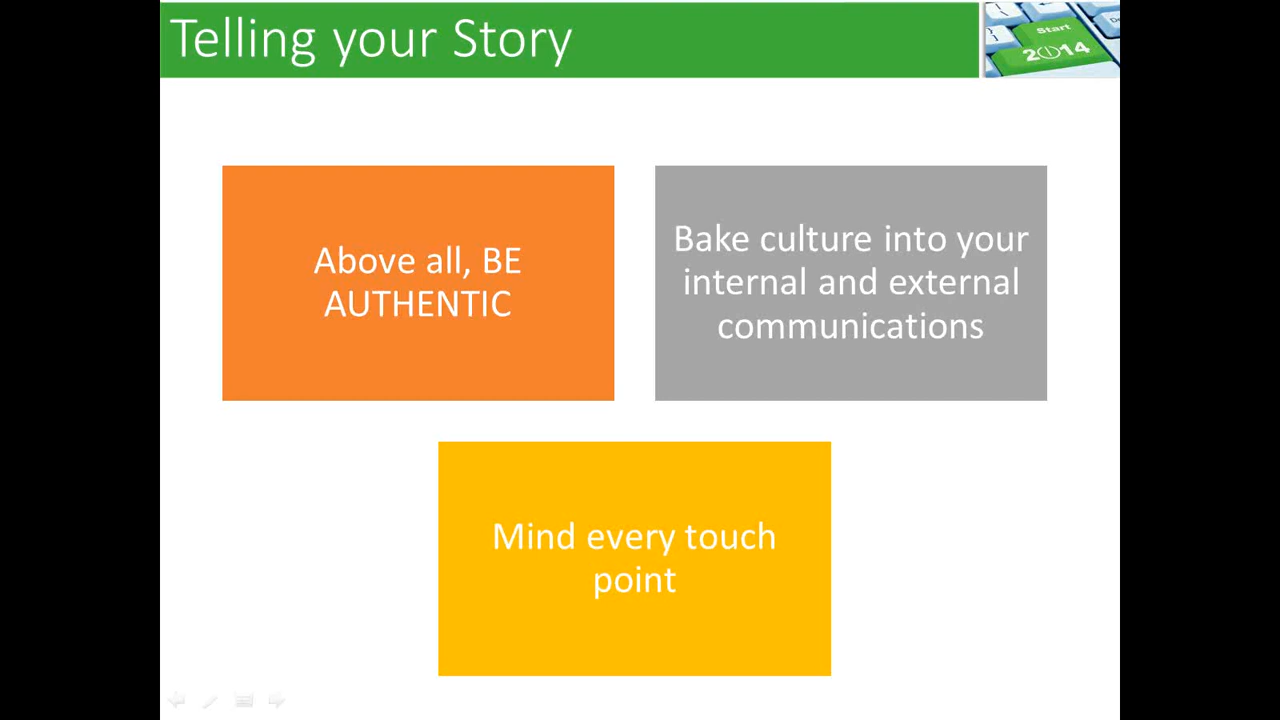 Telling your Story
Start
2014
Above all, BE
AUTHENTIC
Bake culture into your
internal and external
communications
Mind every touch
point